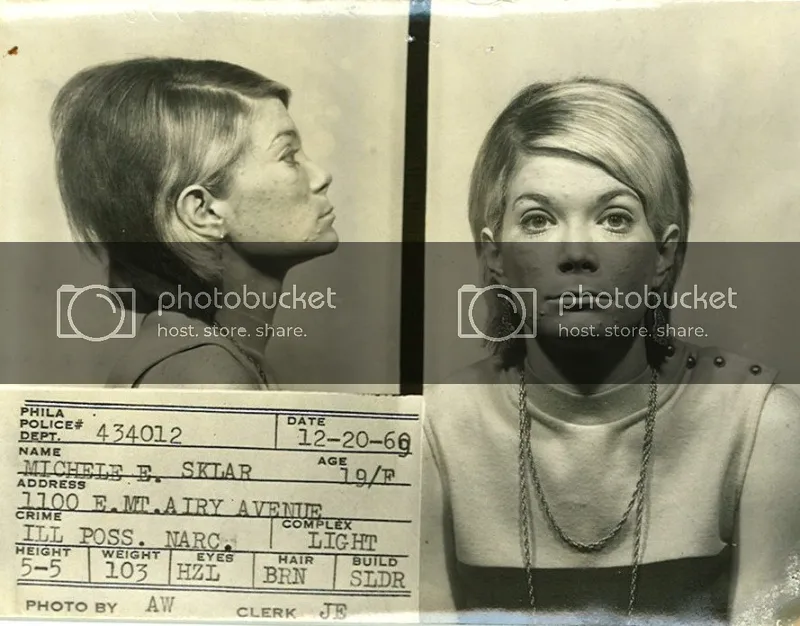 photobucket
host. store. share.
photobucket
host. store. share.
PHILA
POLICE# 434012
DEPT.
DATE
12-20-69
NAME
MICHELE E. SKLAR
AGE
19/F
ADDRESS
1100 E.MT.AIRY AVENUE
CRIME
ILL POSS. NARC.
COMPLEX
LIGHT
HEIGHT WEIGHT EYES HAIR BUILD
5-5 103 HZL BRN SLDR
PHOTO BY AW CLERK JE